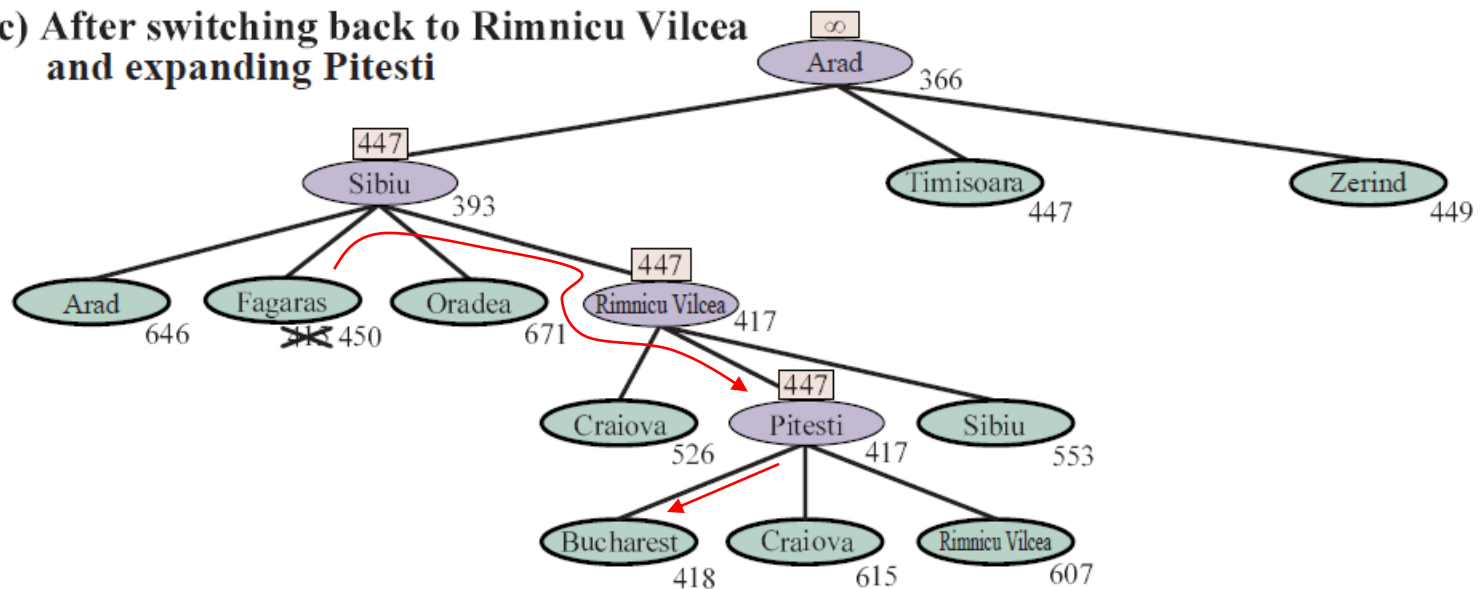 c) After switching back to Rimnicu Vilcea
and expanding Pitesti
∞
Arad
366
447
Sibiu
393
Timisoara
447
Zerind
449
Arad
646
Fagaras
415 450
Oradea
671
447
Rimnicu Vilcea
417
Craiova
526
447
Pitesti
417
Sibiu
553
Bucharest
418
Craiova
615
Rimnicu Vilcea
607